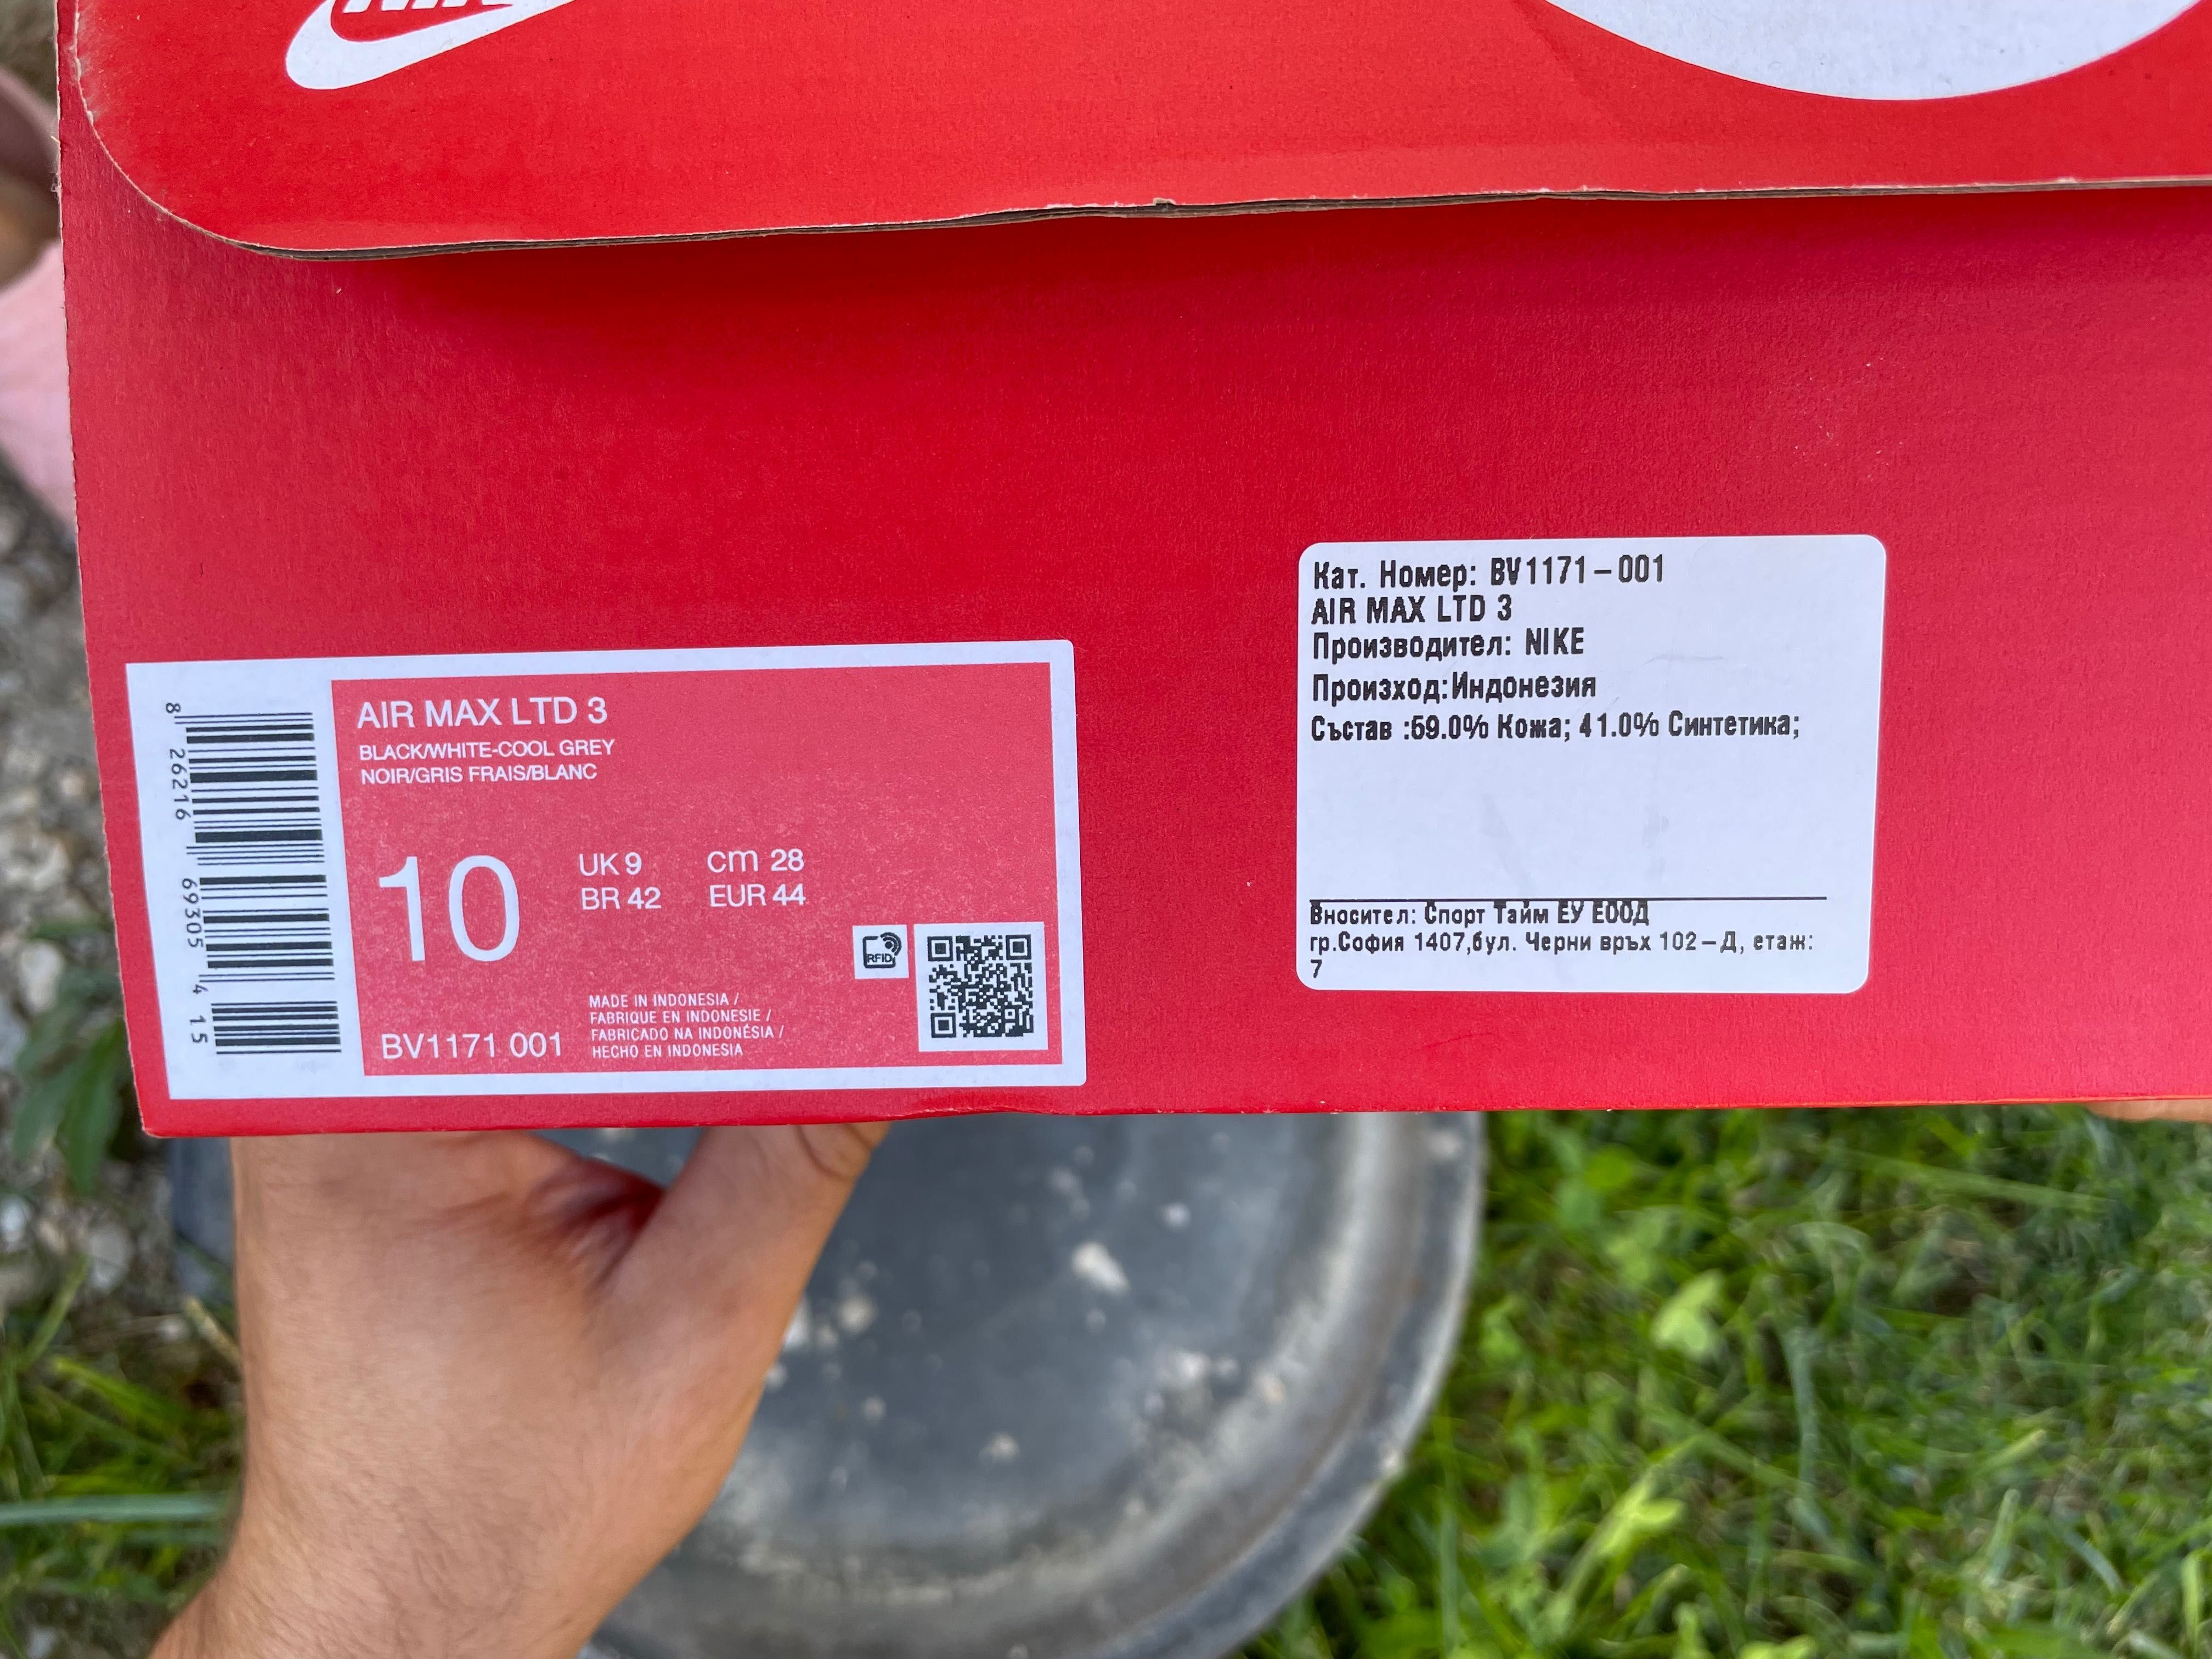 AIR MAX LTD 3
BLACK/WHITE-COOL GREY
NOIR/GRIS FRAIS/BLANC
10
UK 9 cm 28
BR 42 EUR 44
RFID
BV1171 001
MADE IN INDONESIA /
FABRIQUE EN INDONESIE /
FABRICADO NA INDONÉSIA /
HECHO EN INDONESIA
8 26216 69305 4 15
Кат. Номер: BV1171-001
AIR MAX LTD 3
Производител: NIKE
Произход:Индонезия
Състав :59.0% Кожа; 41.0% Синтетика;
Вносител: Спорт Тайм ЕУ ЕООД
гр.София 1407,бул. Черни връх 102-Д, етаж:
7